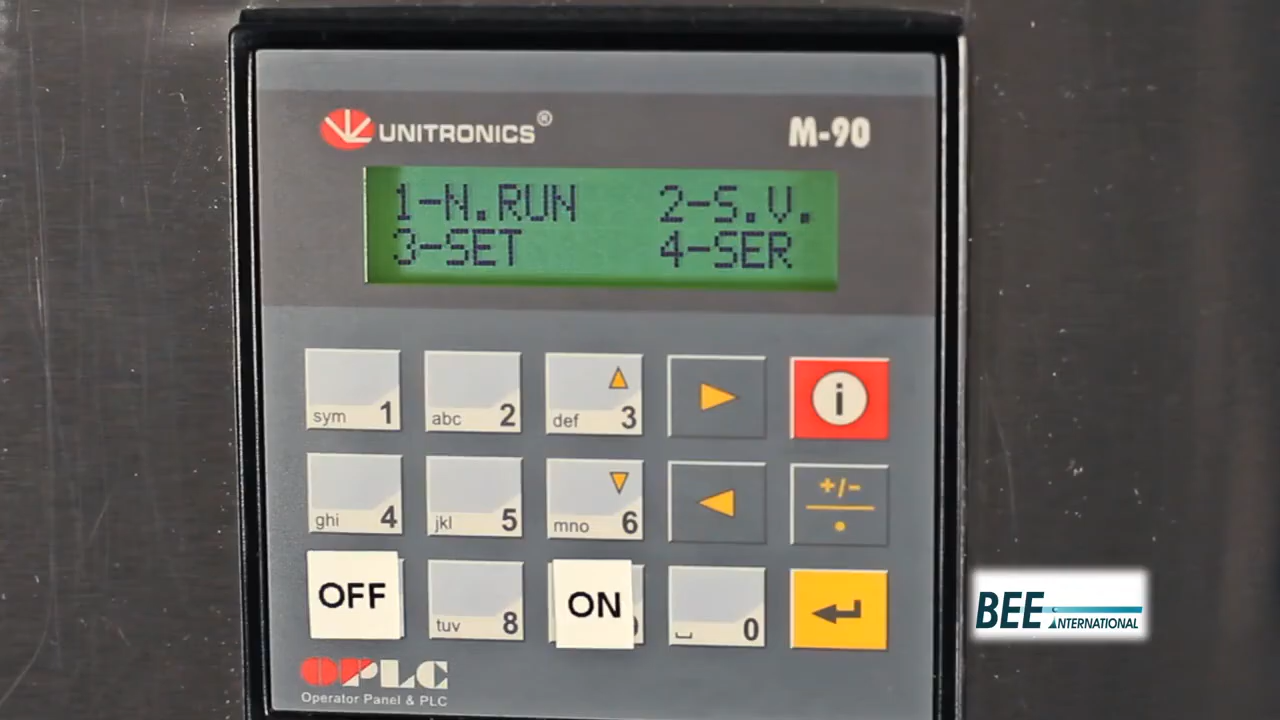 UNITRONICS® M-90
1-N.RUN 2-S.V.
3-SET 4-SER
sym 1 abc 2 def 3 i
ghi 4 jkl 5 mno 6 +/- .
OFF tuv 8 ON 0
BEE INTERNATIONAL
OPLC
Operator Panel & PLC